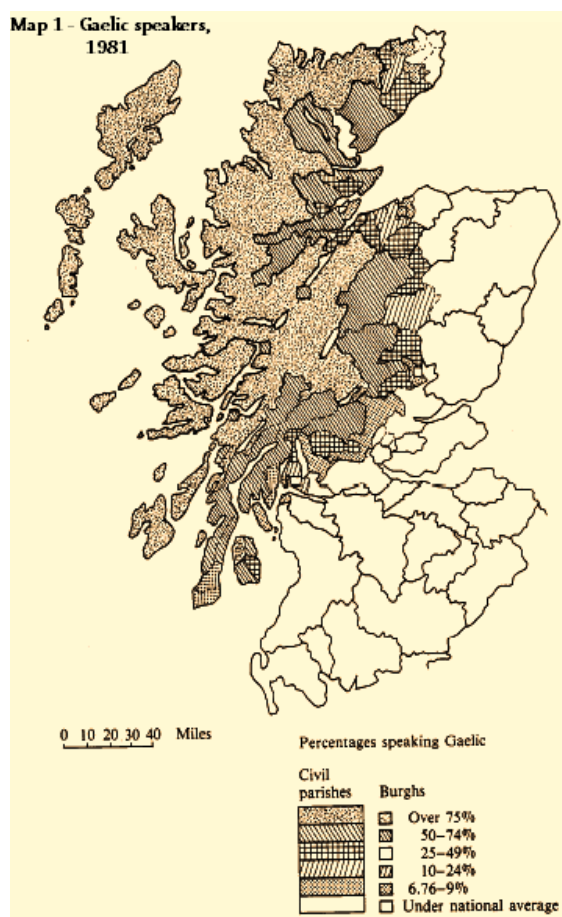 Map 1 - Gaelic speakers,
1981
0 10 20 30 40 Miles
Percentages speaking Gaelic
Civil
parishes
Burghs
Over 75%
50–74%
25–49%
10–24%
6.76–9%
Under national average